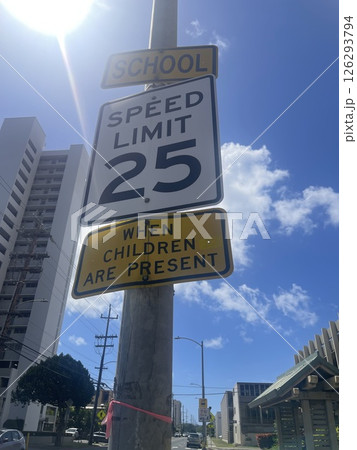 SCHOOL
SPEED
LIMIT
25
WHEN
CHILDREN
ARE PRESENT
PIXTA
pixta.jp - 126293794